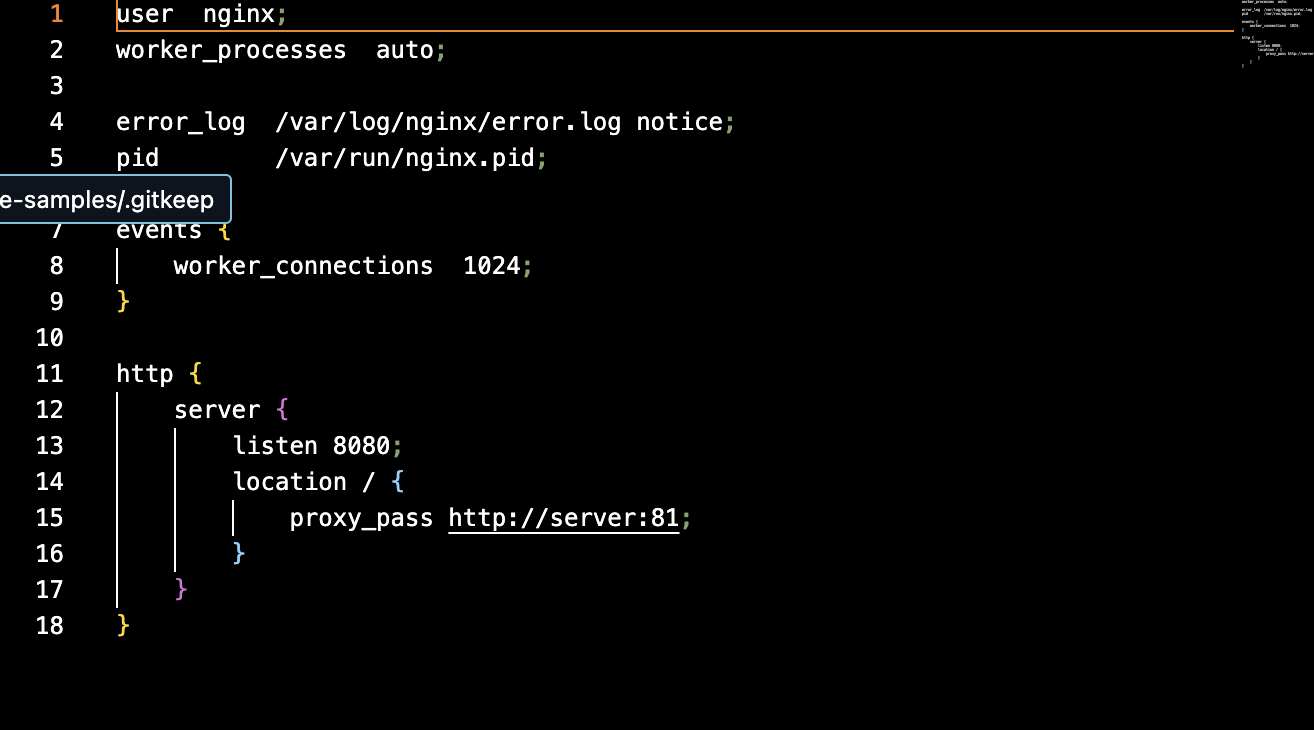 1 user  nginx;
2 worker_processes  auto;
3
4 error_log  /var/log/nginx/error.log notice;
5 pid        /var/run/nginx.pid;
e-samples/.gitkeep
7 events {
8     worker_connections  1024;
9 }
10
11 http {
12     server {
13         listen 8080;
14         location / {
15             proxy_pass http://server:81;
16         }
17     }
18 }